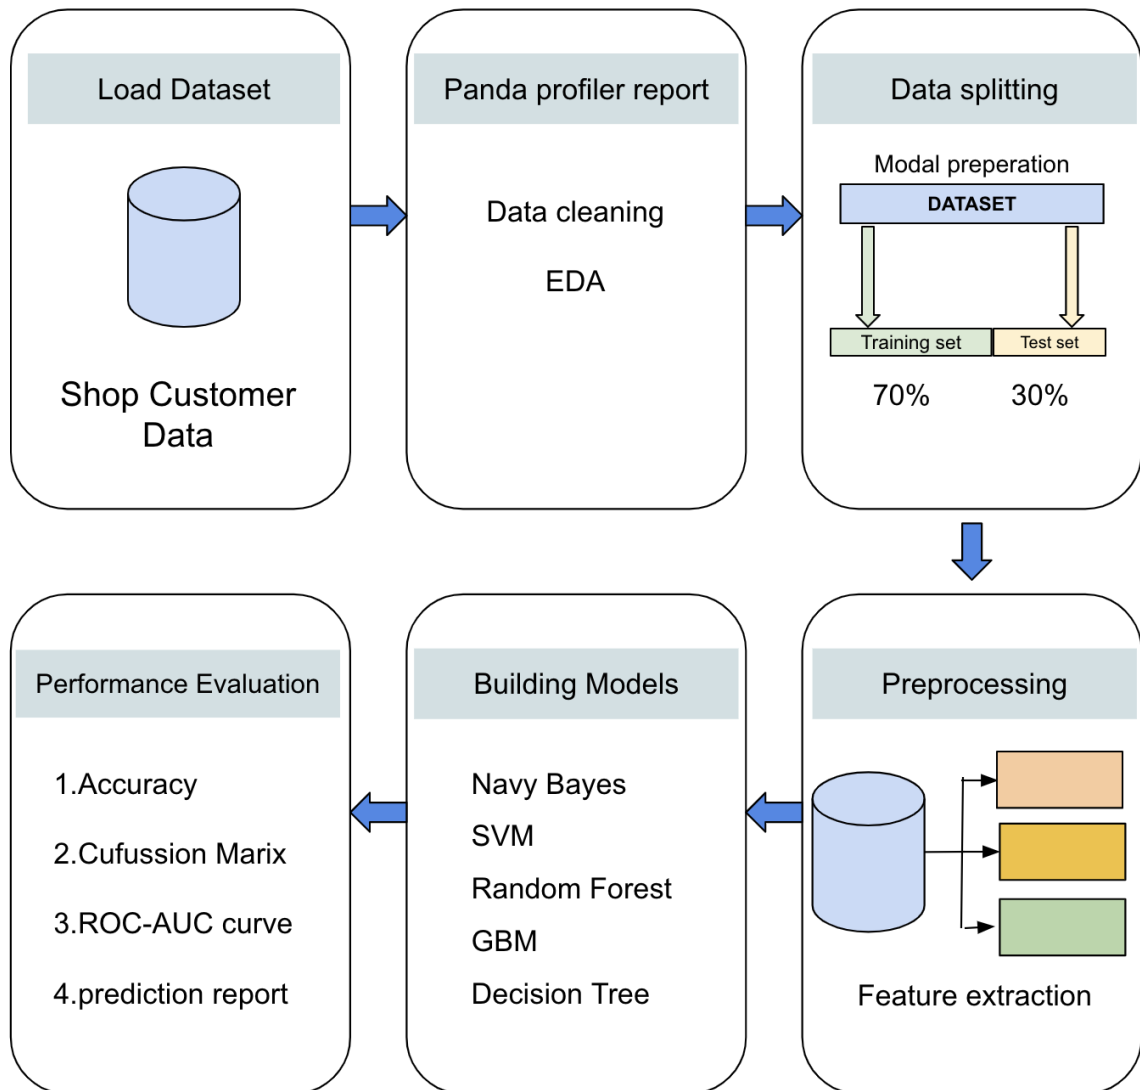 Load Dataset
Shop Customer
Data
Panda profiler report
Data cleaning
EDA
Data splitting
Modal preperation
DATASET
Training set
Test set
70%
30%
Preprocessing
Feature extraction
Building Models
Navy Bayes
SVM
Random Forest
GBM
Decision Tree
Performance Evaluation
1.Accuracy
2.Cufussion Marix
3.ROC-AUC curve
4.prediction report